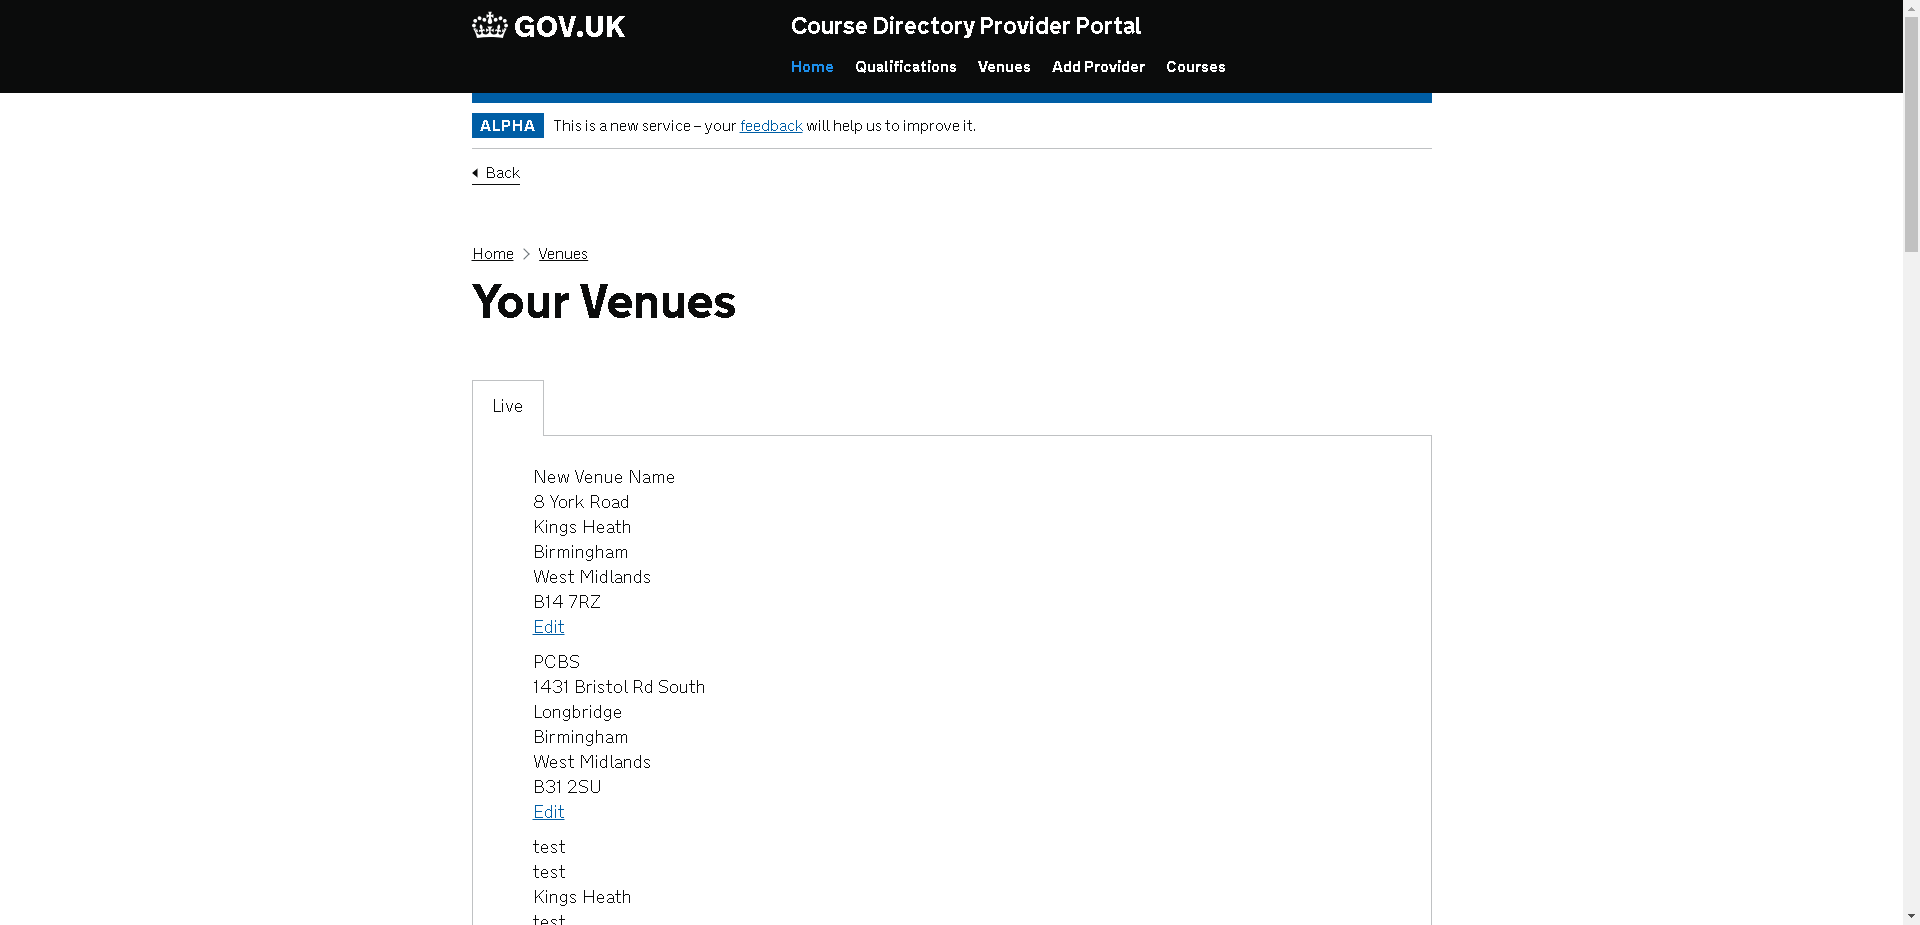 GOV.UK
Course Directory Provider Portal
Home Qualifications Venues Add Provider Courses
ALPHA This is a new service – your feedback will help us to improve it.
Back
Home Venues
Your Venues
Live
New Venue Name
8 York Road
Kings Heath
Birmingham
West Midlands
B14 7RZ
Edit
PCBS
1431 Bristol Rd South
Longbridge
Birmingham
West Midlands
B31 2SU
Edit
test
test
Kings Heath
test